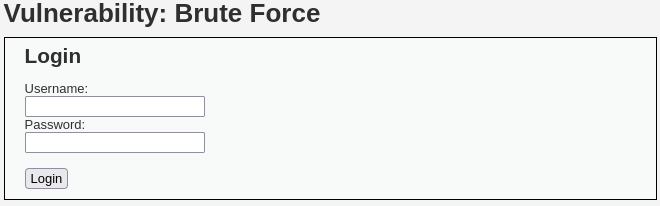 Vulnerability: Brute Force
Login
Username:
Password:
Login